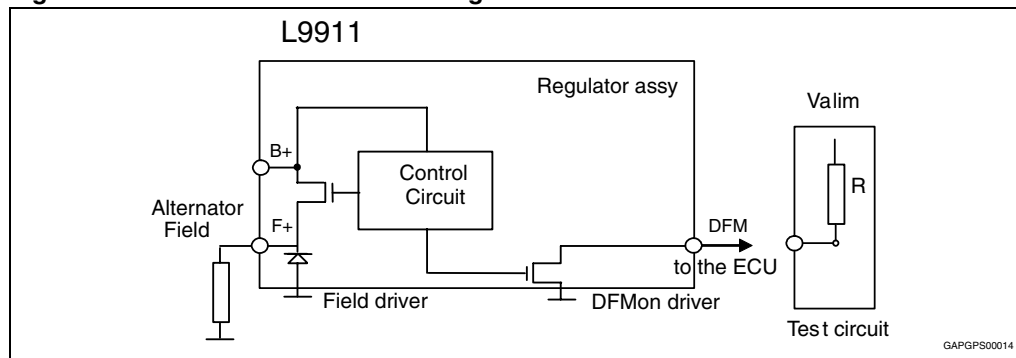 L9911
Regulator assy
Valim
B+
Control
Circuit
R
Alternator
Field
F+
DFM
to the ECU
Field driver
DFMon driver
Test circuit
GAPGPS00014